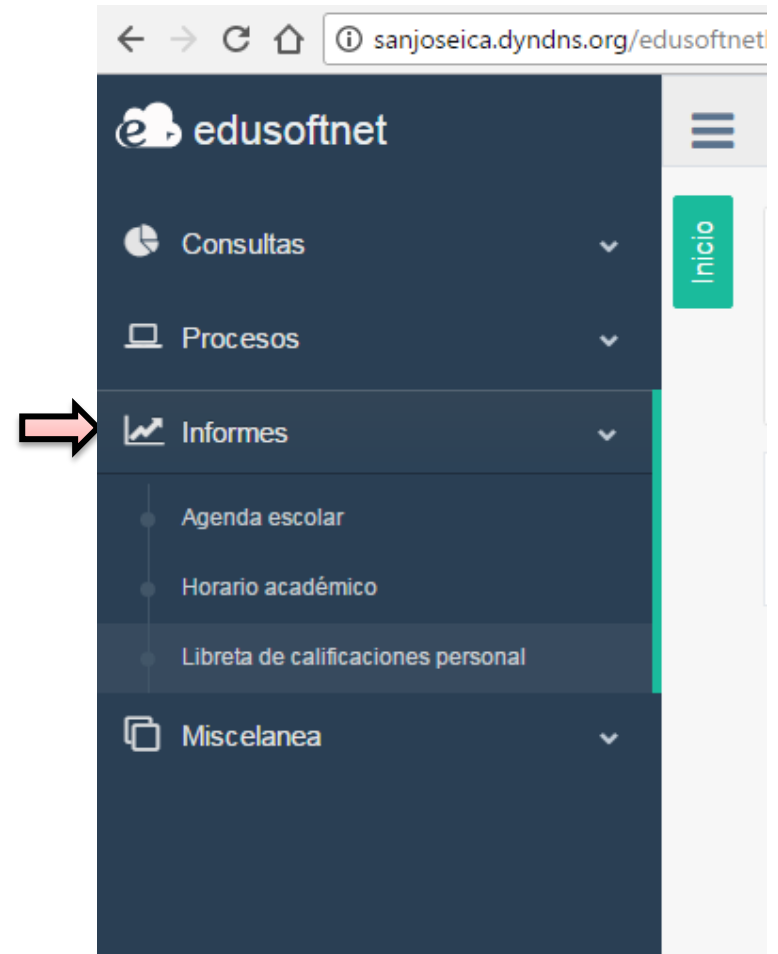 sanjoseica.dyndns.org/edusoftnet
edusoftnet
Consultas
Inicio
Procesos
Informes
Agenda escolar
Horario académico
Libreta de calificaciones personal
Miscelanea